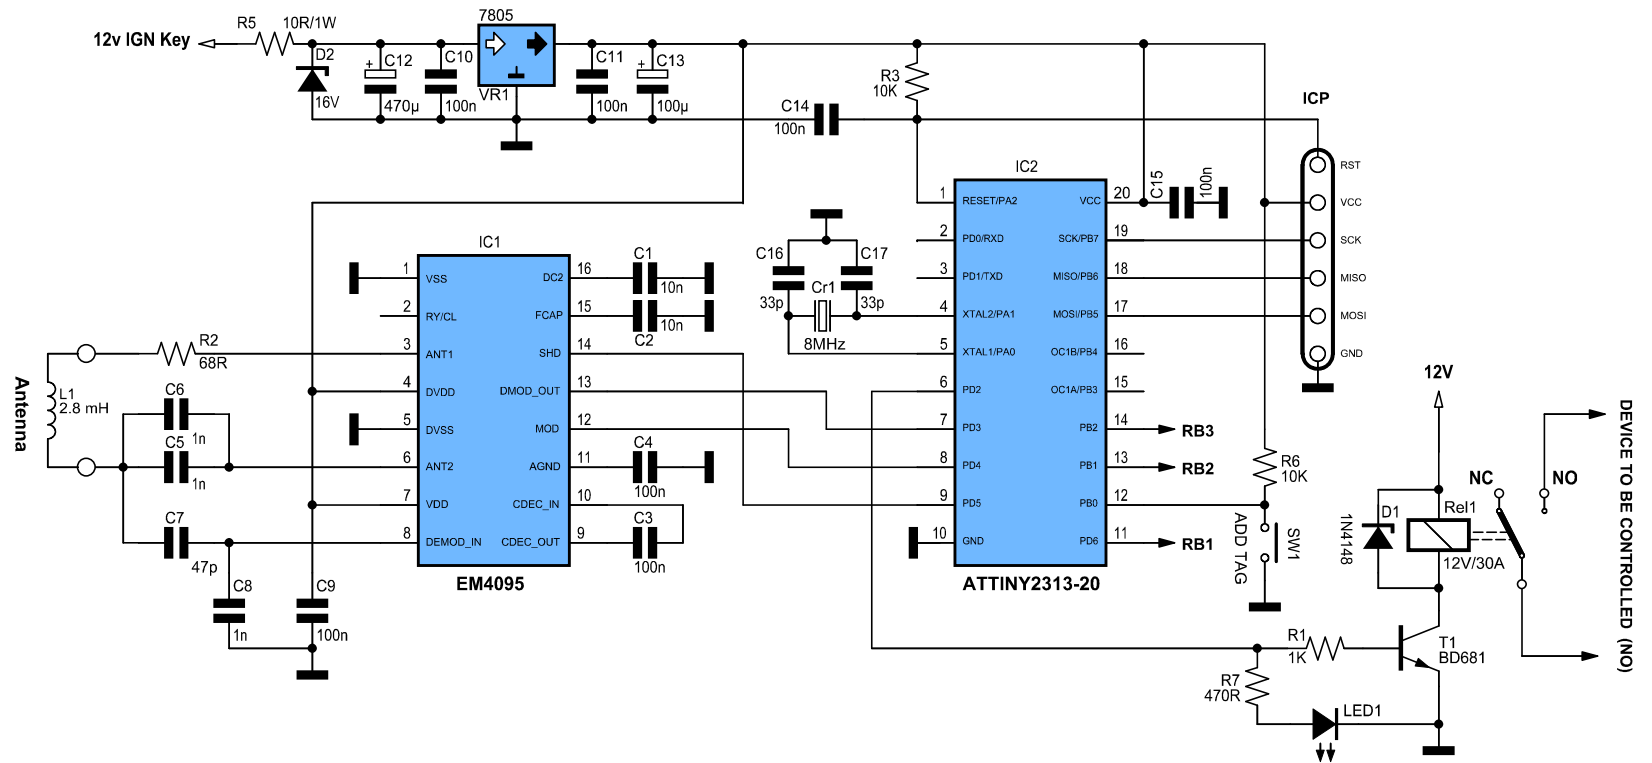 12v IGN Key
R5
10R/1W
D2
16V
C12
+
470µ
C10
100n
7805
VR1
C11
100n
C13
+
100µ
C14
100n
R3
10K
ICP
RST
VCC
SCK
MISO
MOSI
GND
IC2
1
RESET/PA2
VCC
20
2
PD0/RXD
SCK/PB7
19
3
PD1/TXD
MISO/PB6
18
4
XTAL2/PA1
MOSI/PB5
17
5
XTAL1/PA0
OC1B/PB4
16
6
PD2
OC1A/PB3
15
7
PD3
PB2
14
8
PD4
PB1
13
9
PD5
PB0
12
10
GND
PD6
11
ATTINY2313-20
C15
100n
C16
33p
C17
33p
Cr1
8MHz
IC1
1
VSS
DC2
16
2
RY/CL
FCAP
15
3
ANT1
SHD
14
4
DVDD
DMOD_OUT
13
5
DVSS
MOD
12
6
ANT2
AGND
11
7
VDD
CDEC_IN
10
8
DEMOD_IN
CDEC_OUT
9
EM4095
C1
10n
10n
C2
C4
100n
C3
100n
R2
68R
Antenna
L1
2.8 mH
C6
1n
C5
1n
C7
47p
C8
1n
C9
100n
RB3
RB2
RB1
R6
10K
ADD TAG
SW1
12V
D1
1N4148
Rel1
12V/30A
NC
NO
DEVICE TO BE CONTROLLED (NO)
R1
1K
T1
BD681
R7
470R
LED1